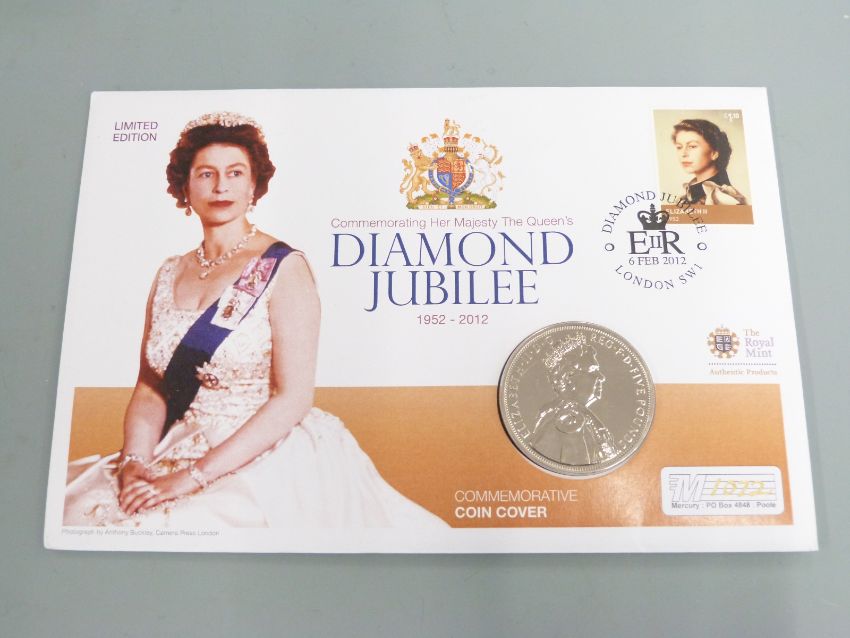 LIMITED
EDITION
Commemorating Her Majesty The Queen's
DIAMOND
JUBILEE
1952 - 2012
£1.10
ELIZABETH II
1952
DIAMOND JUBILEE
EIIR
6 FEB 2012
LONDON SW1
The
Royal
Mint
Authentic Products
ELIZABETH·II·D·G REG·F·D·FIVE POUNDS
COMMEMORATIVE
COIN COVER
M 1072
Mercury : PO Box 4848 : Poole
Photograph by Anthony Buckley, Camera Press London